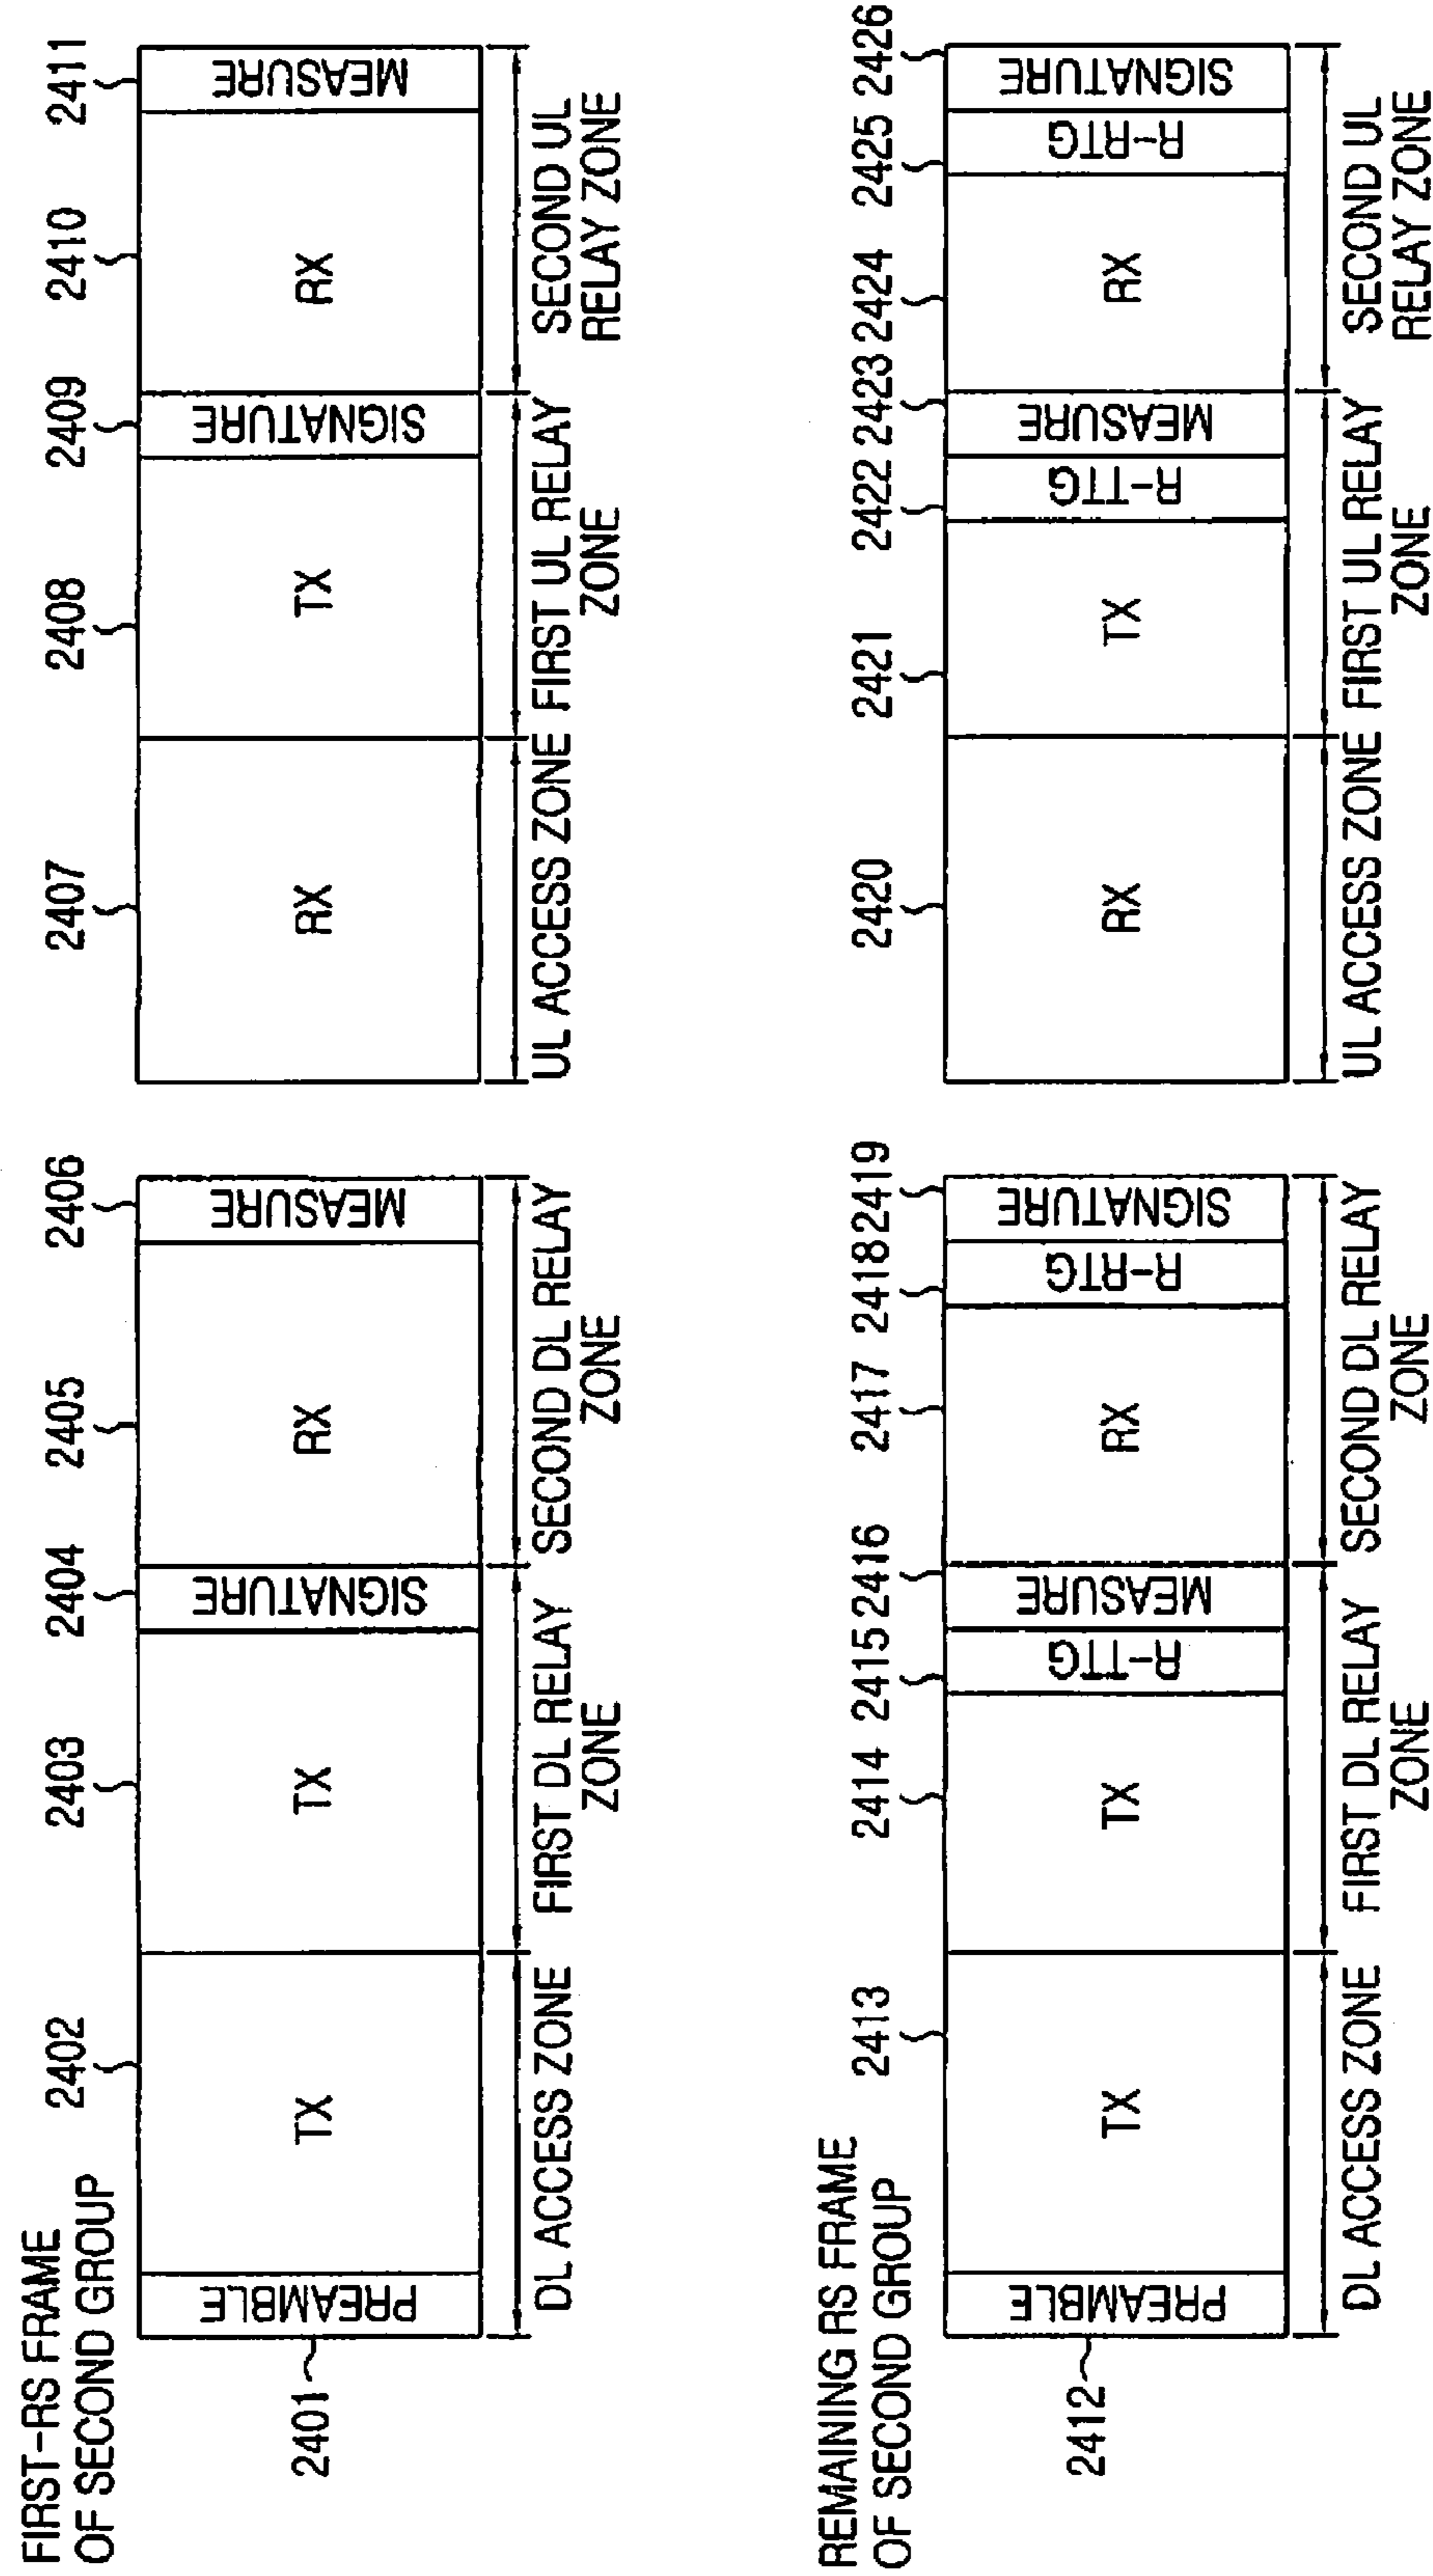 FIRST-RS FRAME
OF SECOND GROUP
2401
2402
2403
2404
2405
2406
2407
2408
2409
2410
2411
PREAMBLE
TX
TX
SIGNATURE
RX
MEASURE
RX
TX
SIGNATURE
RX
MEASURE
DL ACCESS ZONE
FIRST DL RELAY
ZONE
SECOND DL RELAY
ZONE
UL ACCESS ZONE
FIRST UL RELAY
ZONE
SECOND UL
RELAY ZONE
REMAINING RS FRAME
OF SECOND GROUP
2412
2413
2414
2415
2416
2417
2418
2419
2420
2421
2422
2423
2424
2425
2426
PREAMBLE
TX
TX
R-TTG
MEASURE
RX
R-RTG
SIGNATURE
RX
TX
R-TTG
MEASURE
RX
R-RTG
SIGNATURE
DL ACCESS ZONE
FIRST DL RELAY
ZONE
SECOND DL RELAY
ZONE
UL ACCESS ZONE
FIRST UL RELAY
ZONE
SECOND UL
RELAY ZONE